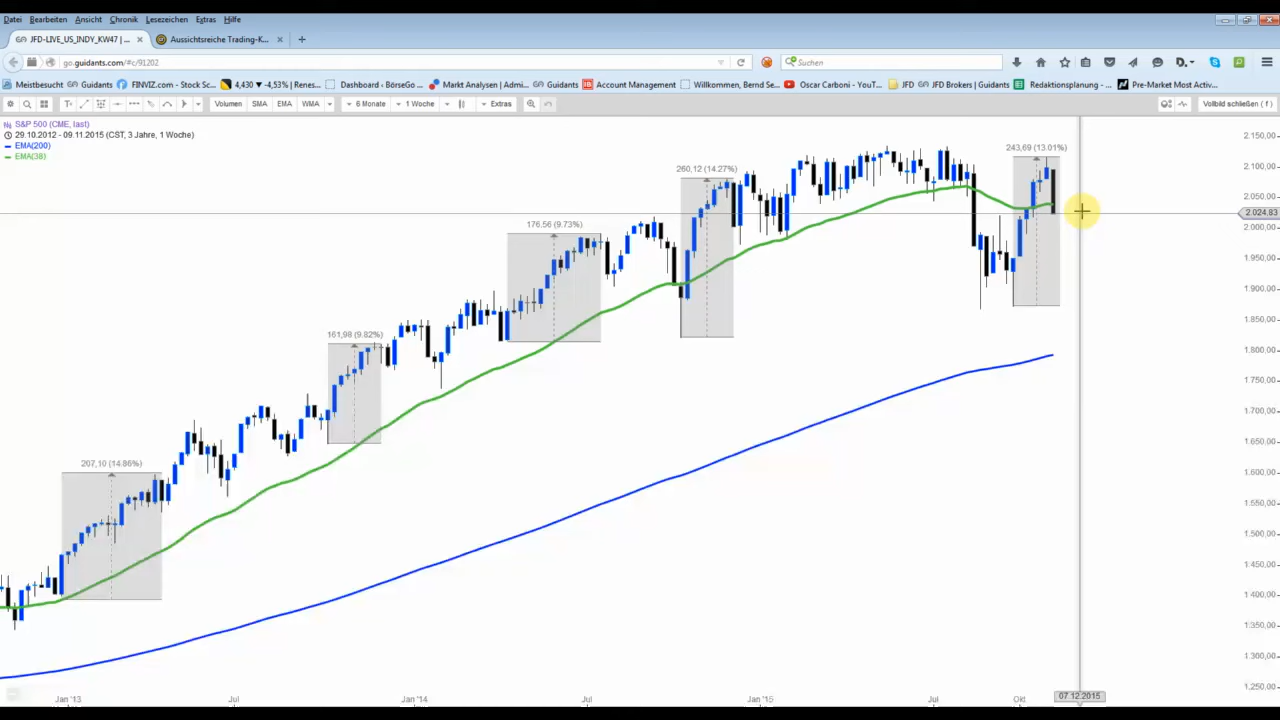 Datei Bearbeiten Ansicht Chronik Lesezeichen Extras Hilfe
JFD-LIVE_US_INDY_KW47 | ... Aussichtsreiche Trading-K...
go.guidants.com/#c/91202 Suchen
Meistbesucht Guidants FINVIZ.com - Stock Sc... 4,430 ▼ -4,53% | Renes... Dashboard - BörseGo ... Markt Analysen | Admi... Guidants Account Management Willkommen, Bernd Se... Oscar Carboni - YouT... JFD JFD Brokers | Guidants Redaktionsplanung - ... Pre-Market Most Activ...
Volumen SMA EMA WMA 6 Monate 1 Woche Extras Vollbild schließen ( f )
S&P 500 (CME, last)
29.10.2012 - 09.11.2015 (CST, 3 Jahre, 1 Woche)
EMA(200)
EMA(38)
207,10 (14.86%)
161,98 (9.82%)
176,56 (9.73%)
260,12 (14.27%)
243,69 (13.01%)
2.150,00
2.100,00
2.050,00
2.024,83
2.000,00
1.950,00
1.900,00
1.850,00
1.800,00
1.750,00
1.700,00
1.650,00
1.600,00
1.550,00
1.500,00
1.450,00
1.400,00
1.350,00
1.300,00
1.250,00
Jan '13 Jul Jan '14 Jul Jan '15 Jul Okt 07.12.2015